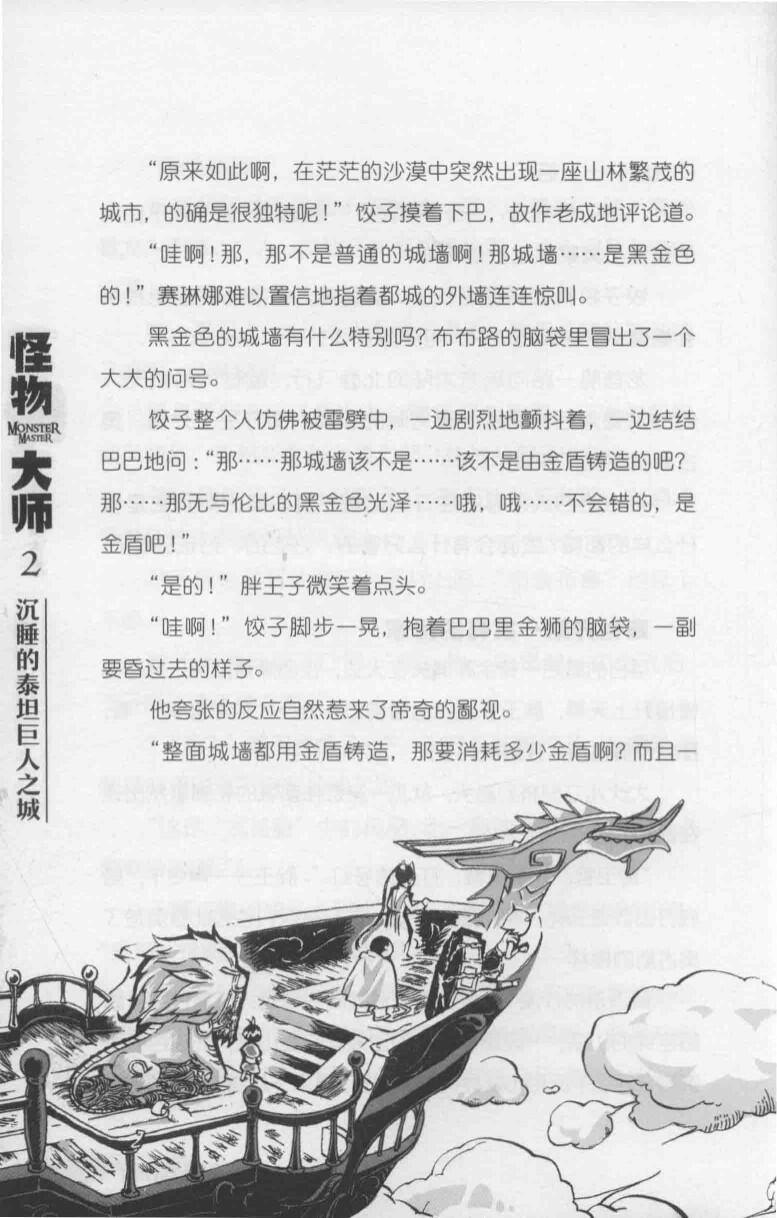 “原来如此啊，在茫茫的沙漠中突然出现一座山林繁茂的
城市，的确是很独特呢！”饺子摸着下巴，故作老成地评论道。
“哇啊！那，那不是普通的城墙啊！那城墙……是黑金色
的！”赛琳娜难以置信地指着都城的外墙连连惊叫。
黑金色的城墙有什么特别吗？布布路的脑袋里冒出了一个
大大的问号。
饺子整个人仿佛被雷劈中，一边剧烈地颤抖着，一边结结
巴巴地问：“那……那城墙该不是……该不是由金盾铸造的吧？
那……那无与伦比的黑金色光泽……哦，哦……不会错的，是
金盾吧！”
“是的！”胖王子微笑着点头。
“哇啊！”饺子脚步一晃，抱着巴巴里金狮的脑袋，一副
要昏过去的样子。
他夸张的反应自然惹来了帝奇的鄙视。
“整面城墙都用金盾铸造，那要消耗多少金盾啊？而且一
怪物
MONSTER
MASTER
大师
2
沉睡的泰坦巨人之城